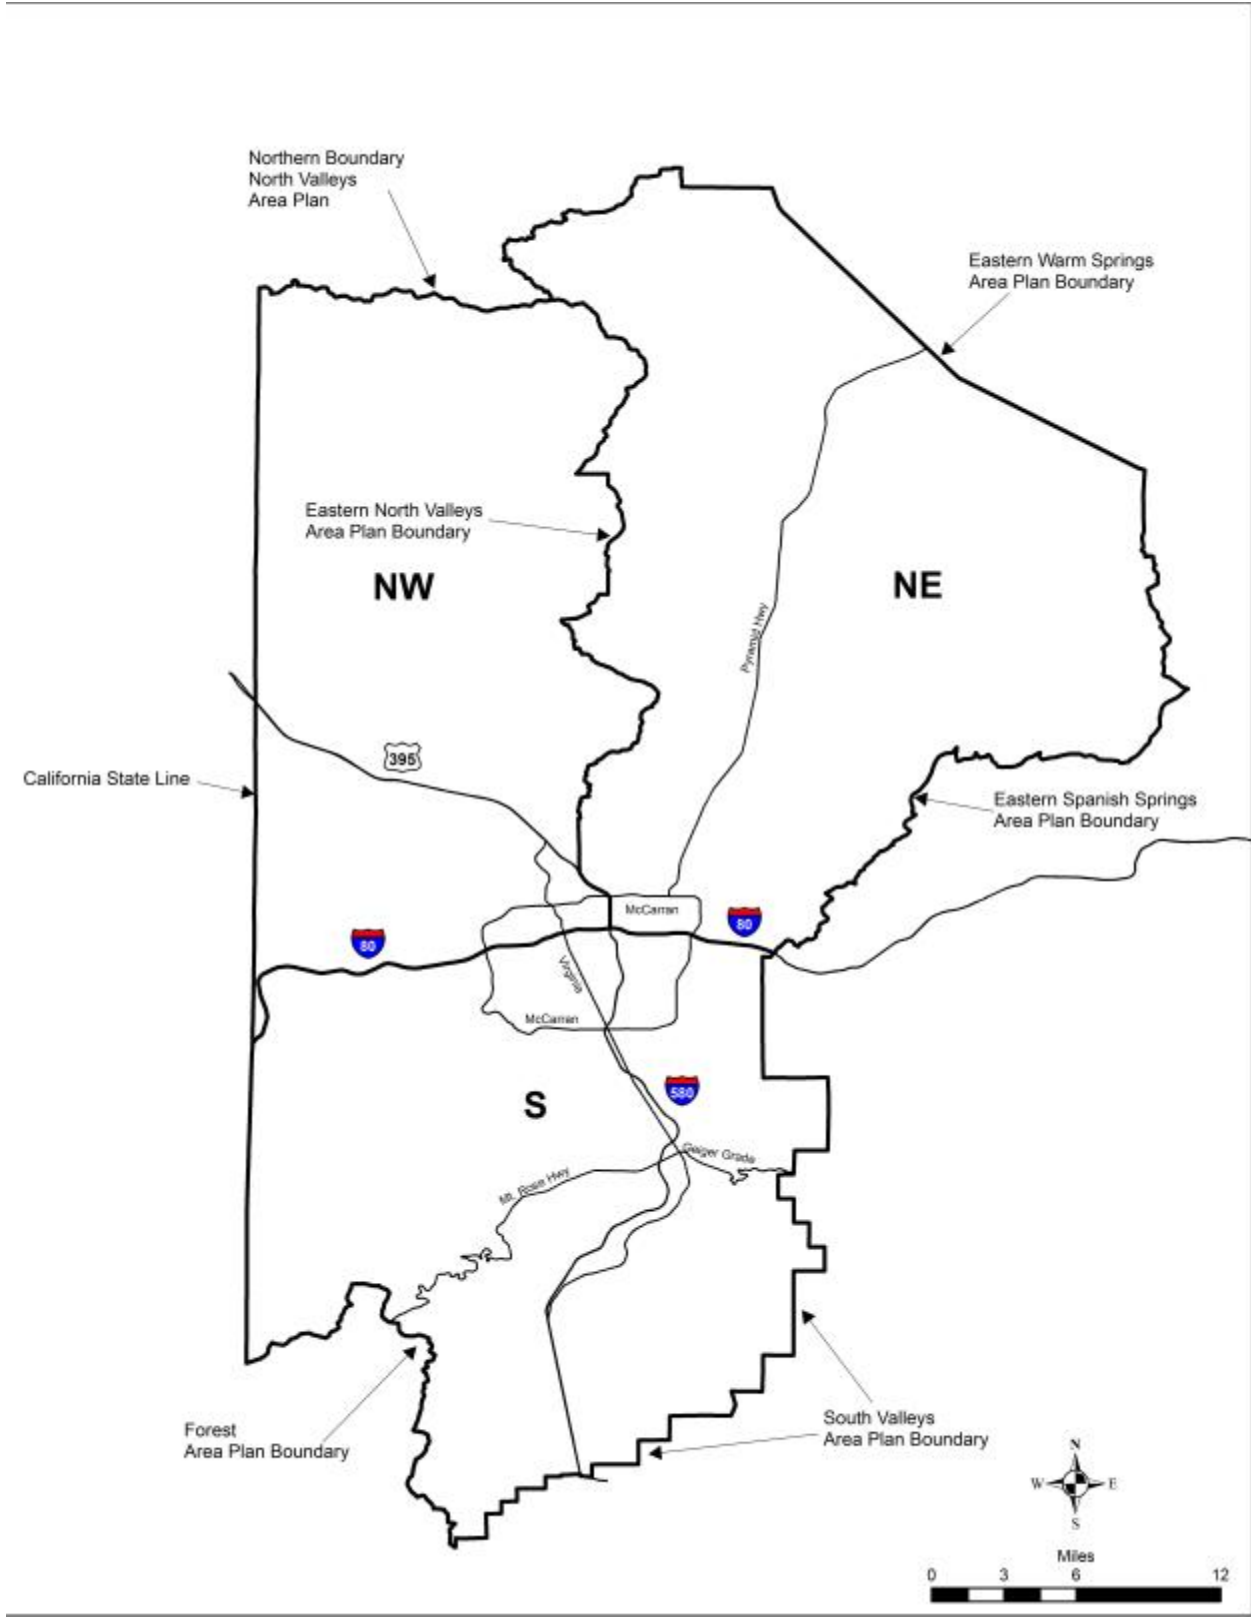 Northern Boundary
North Valleys
Area Plan
Eastern Warm Springs
Area Plan Boundary
Eastern North Valleys
Area Plan Boundary
NW
NE
Pyramid Hwy
395
California State Line
Eastern Spanish Springs
Area Plan Boundary
McCarran
80
80
Virginia
McCarran
580
S
Geiger Grade
Mt. Rose Hwy
South Valleys
Area Plan Boundary
Forest
Area Plan Boundary
N
W E
S
Miles
0 3 6 12